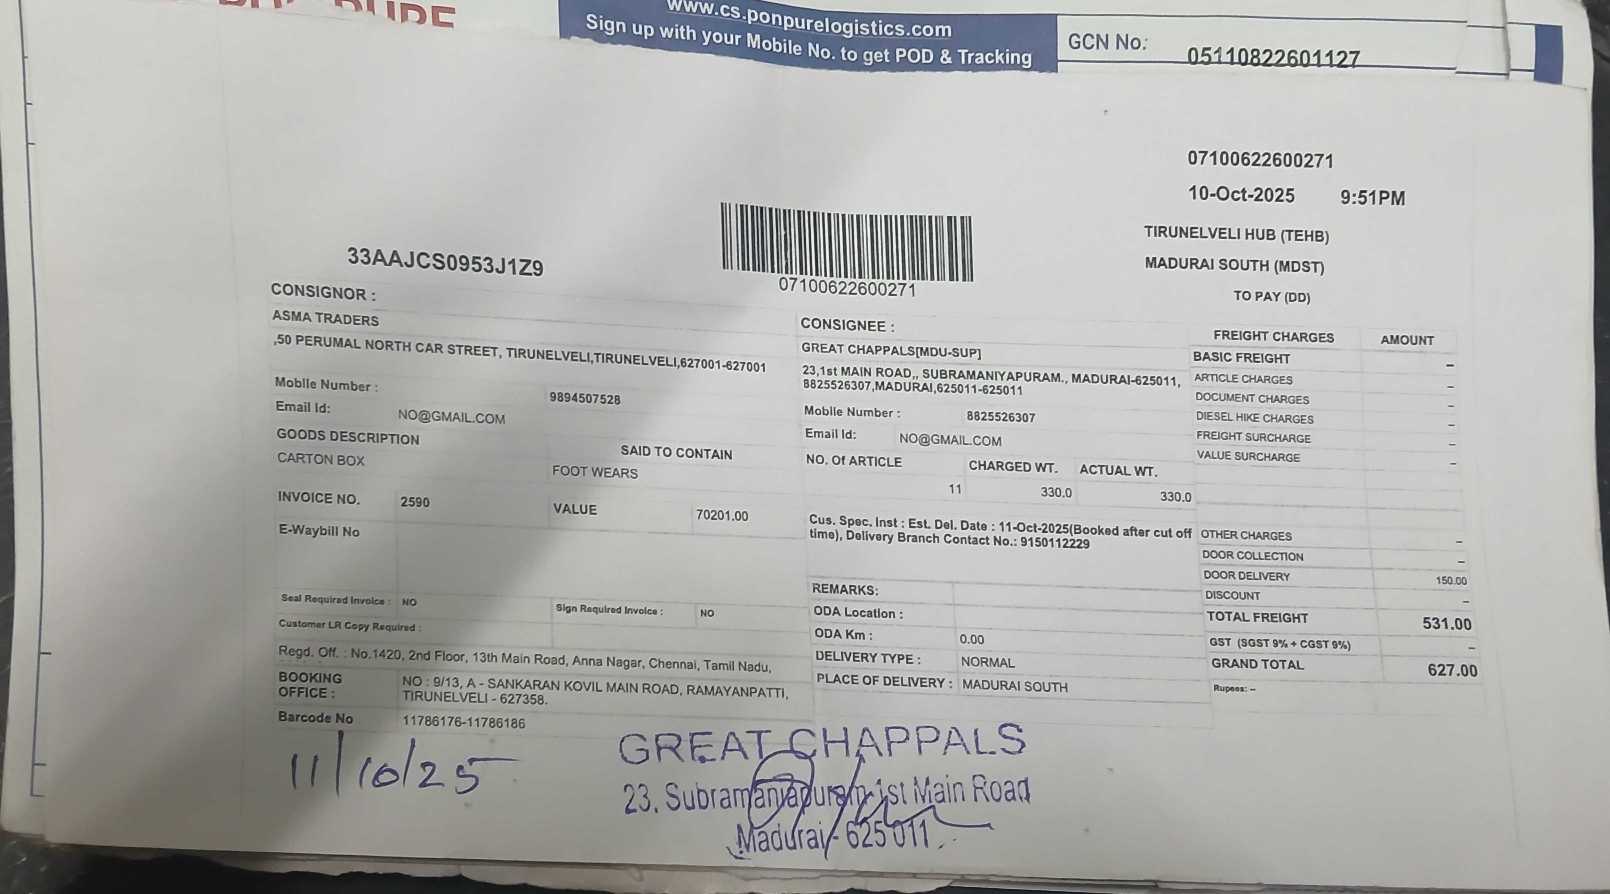 www.cs.ponpurelogistics.com
Sign up with your Mobile No. to get POD & Tracking
GCN No: 05110822601127
07100622600271
10-Oct-2025 9:51PM
TIRUNELVELI HUB (TEHB)
MADURAI SOUTH (MDST)
TO PAY (DD)
33AAJCS0953J1Z9
07100622600271
CONSIGNOR :
ASMA TRADERS
,50 PERUMAL NORTH CAR STREET, TIRUNELVELI,TIRUNELVELI,627001-627001
Mobile Number : 9894507528
Email Id: NO@GMAIL.COM
GOODS DESCRIPTION SAID TO CONTAIN
CARTON BOX FOOT WEARS
INVOICE NO. 2590 VALUE 70201.00
E-Waybill No
Seal Required Invoice : NO Sign Required Invoice : NO
Customer LR Copy Required :
Regd. Off. : No.1420, 2nd Floor, 13th Main Road, Anna Nagar, Chennai, Tamil Nadu,
BOOKING OFFICE : NO : 9/13, A - SANKARAN KOVIL MAIN ROAD, RAMAYANPATTI,
TIRUNELVELI - 627358.
Barcode No 11786176-11786186
CONSIGNEE :
GREAT CHAPPALS[MDU-SUP]
23,1st MAIN ROAD,, SUBRAMANIYAPURAM., MADURAI-625011,
8825526307,MADURAI,625011-625011
Mobile Number : 8825526307
Email Id: NO@GMAIL.COM
NO. Of ARTICLE CHARGED WT. ACTUAL WT.
11 330.0 330.0
Cus. Spec. Inst : Est. Del. Date : 11-Oct-2025(Booked after cut off
time), Delivery Branch Contact No.: 9150112229
REMARKS:
ODA Location :
ODA Km : 0.00
DELIVERY TYPE : NORMAL
PLACE OF DELIVERY : MADURAI SOUTH
FREIGHT CHARGES AMOUNT
BASIC FREIGHT –
ARTICLE CHARGES –
DOCUMENT CHARGES –
DIESEL HIKE CHARGES –
FREIGHT SURCHARGE –
VALUE SURCHARGE –
OTHER CHARGES –
DOOR COLLECTION –
DOOR DELIVERY 150.00
DISCOUNT –
TOTAL FREIGHT 531.00
GST (SGST 9% + CGST 9%) –
GRAND TOTAL 627.00
Rupees: –
11/10/25
GREAT CHAPPALS
23, Subramaniapuram 1st Main Road
Madurai - 625 011.